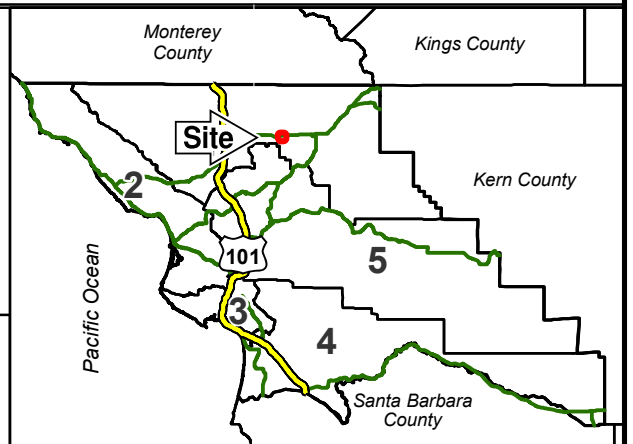 Monterey
County
Kings County
Site
2
Kern County
101
5
Pacific Ocean
3
4
Santa Barbara
County